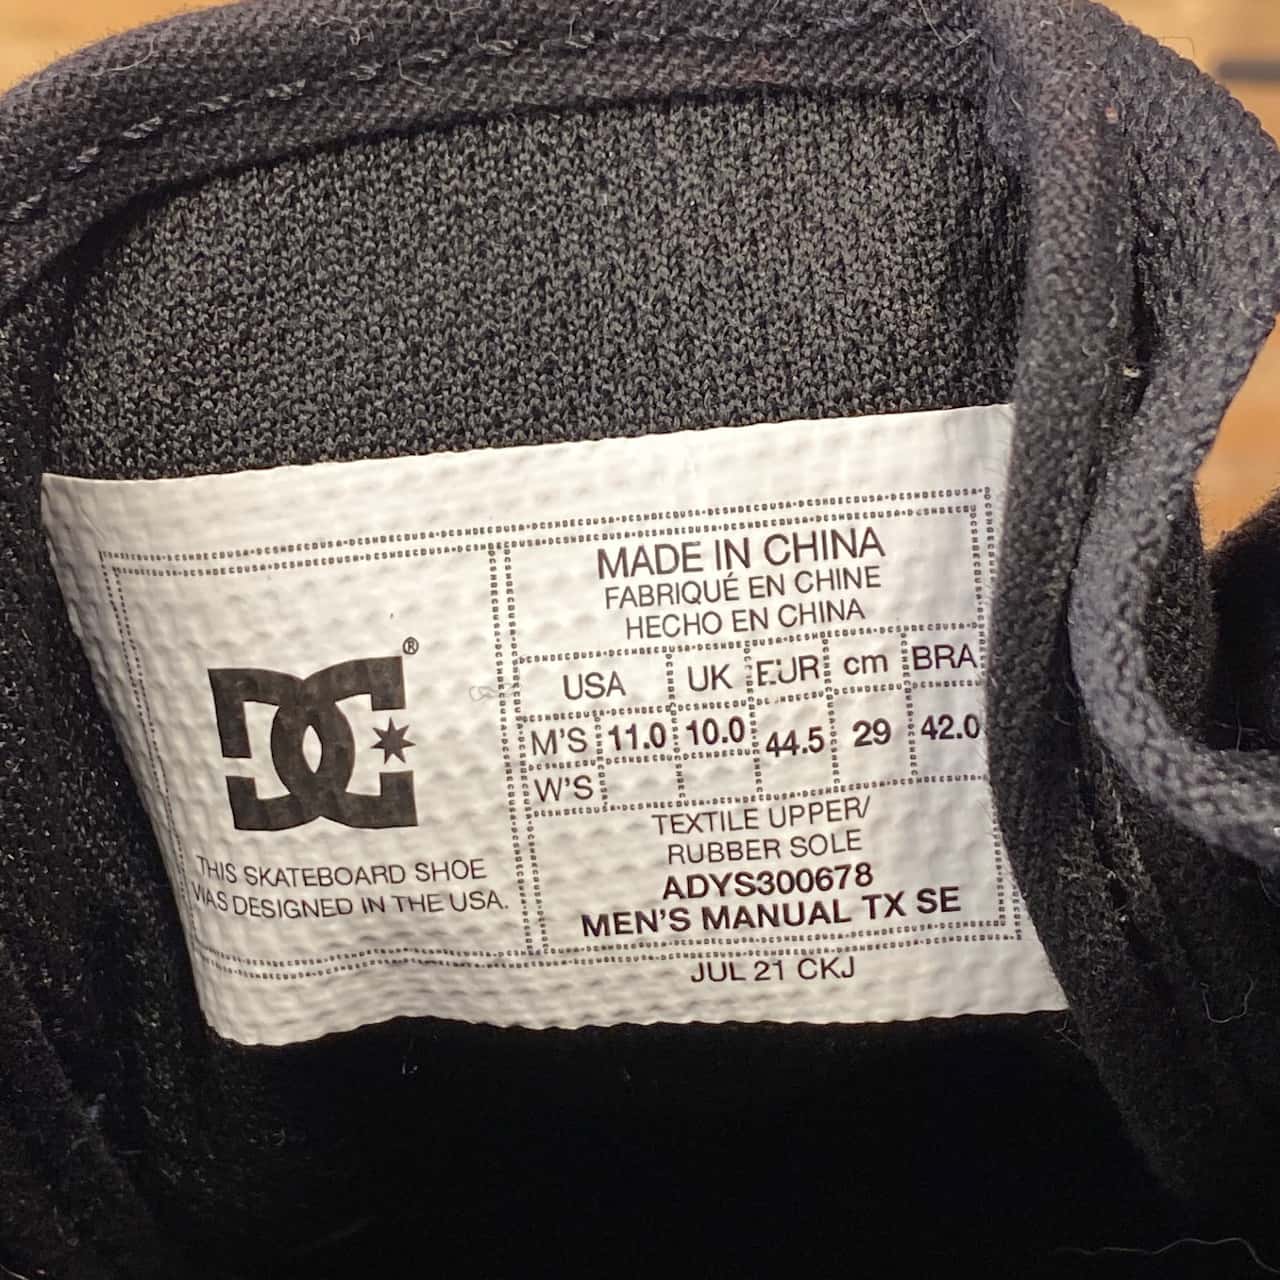 DC®
THIS SKATEBOARD SHOE
WAS DESIGNED IN THE USA.
MADE IN CHINA
FABRIQUÉ EN CHINE
HECHO EN CHINA
USA UK EUR cm BRA
M'S 11.0 10.0 44.5 29 42.0
W'S
TEXTILE UPPER/
RUBBER SOLE
ADYS300678
MEN'S MANUAL TX SE
JUL 21 CKJ